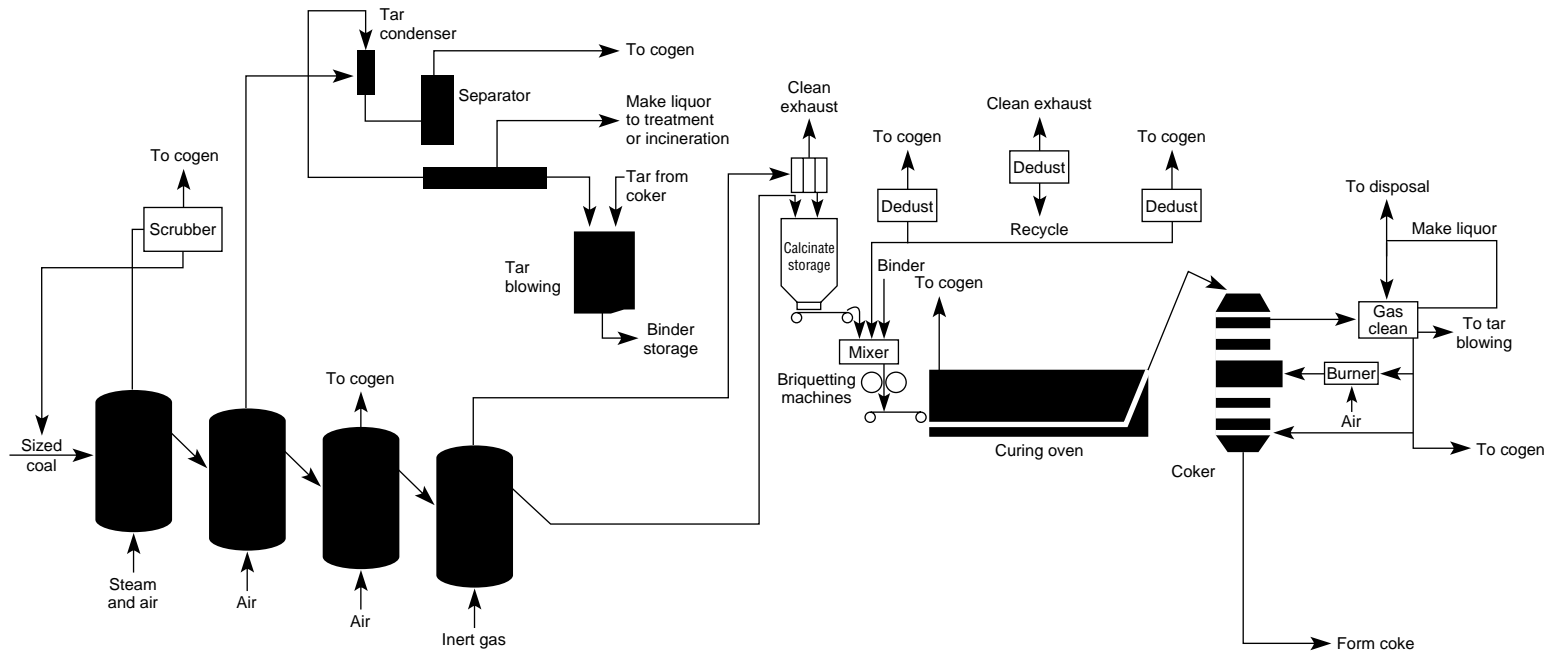 Tar
condenser
To cogen
Separator
Make liquor
to treatment
or incineration
To cogen
Scrubber
Tar from
coker
Tar
blowing
Binder
storage
Sized
coal
To cogen
Steam
and air
Air
Air
Inert gas
Clean
exhaust
To cogen
Dedust
Clean exhaust
Dedust
Recycle
To cogen
Dedust
Calcinate
storage
Binder
To cogen
Mixer
Briquetting
machines
Curing oven
To disposal
Make liquor
Gas
clean
To tar
blowing
Burner
Air
Coker
To cogen
Form coke